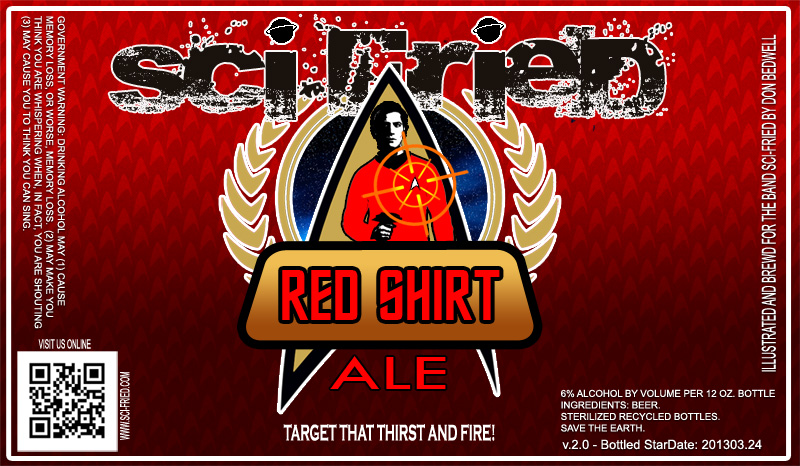 sci-Fried
RED SHIRT
ALE
TARGET THAT THIRST AND FIRE!
GOVERNMENT WARNING: DRINKING ALCOHOL MAY (1) CAUSE
MEMORY LOSS, OR WORSE, MEMORY LOSS. (2) MAY MAKE YOU
THINK YOU ARE WHISPERING WHEN, IN FACT, YOU ARE SHOUTING
(3) MAY CAUSE YOU TO THINK YOU CAN SING.
VISIT US ONLINE
WWW.SCI-FRIED.COM
ILLUSTRATED AND BREWD FOR THE BAND SCI-FRIED BY DON BEDWELL
6% ALCOHOL BY VOLUME PER 12 OZ. BOTTLE
INGREDIENTS: BEER.
STERILIZED RECYCLED BOTTLES.
SAVE THE EARTH.
v.2.0 - Bottled StarDate: 201303.24